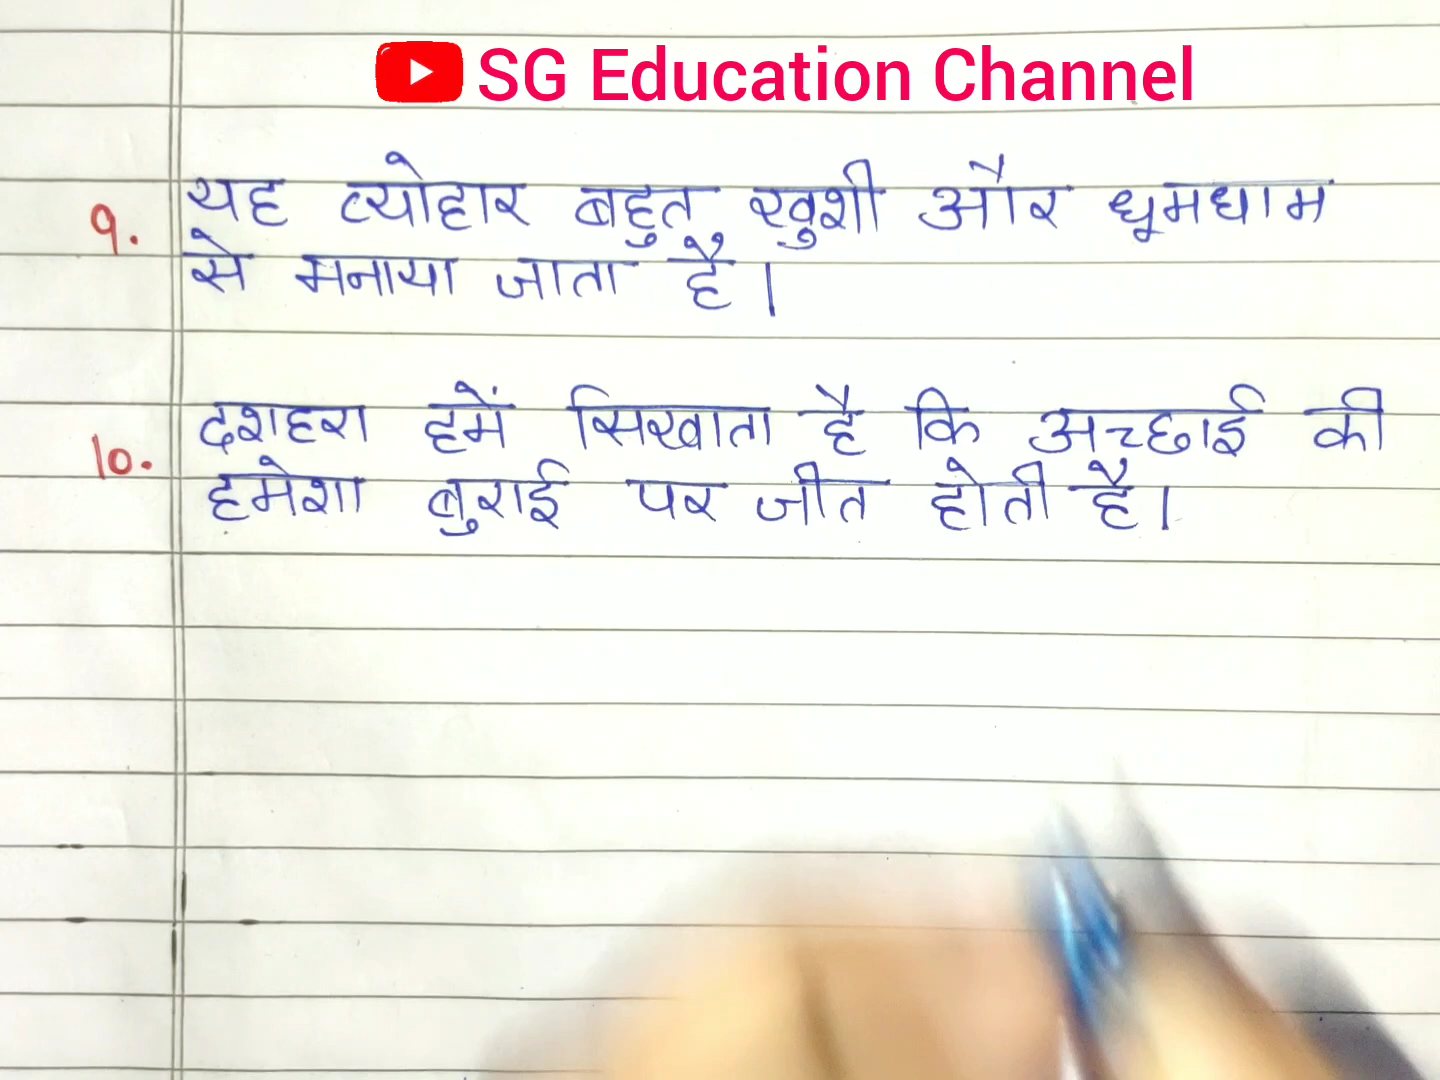 SG Education Channel
9. यह त्योहार बहुत खुशी और धूमधाम
से मनाया जाता है।
10. दशहरा हमें सिखाता है कि अच्छाई की
हमेशा बुराई पर जीत होती है।